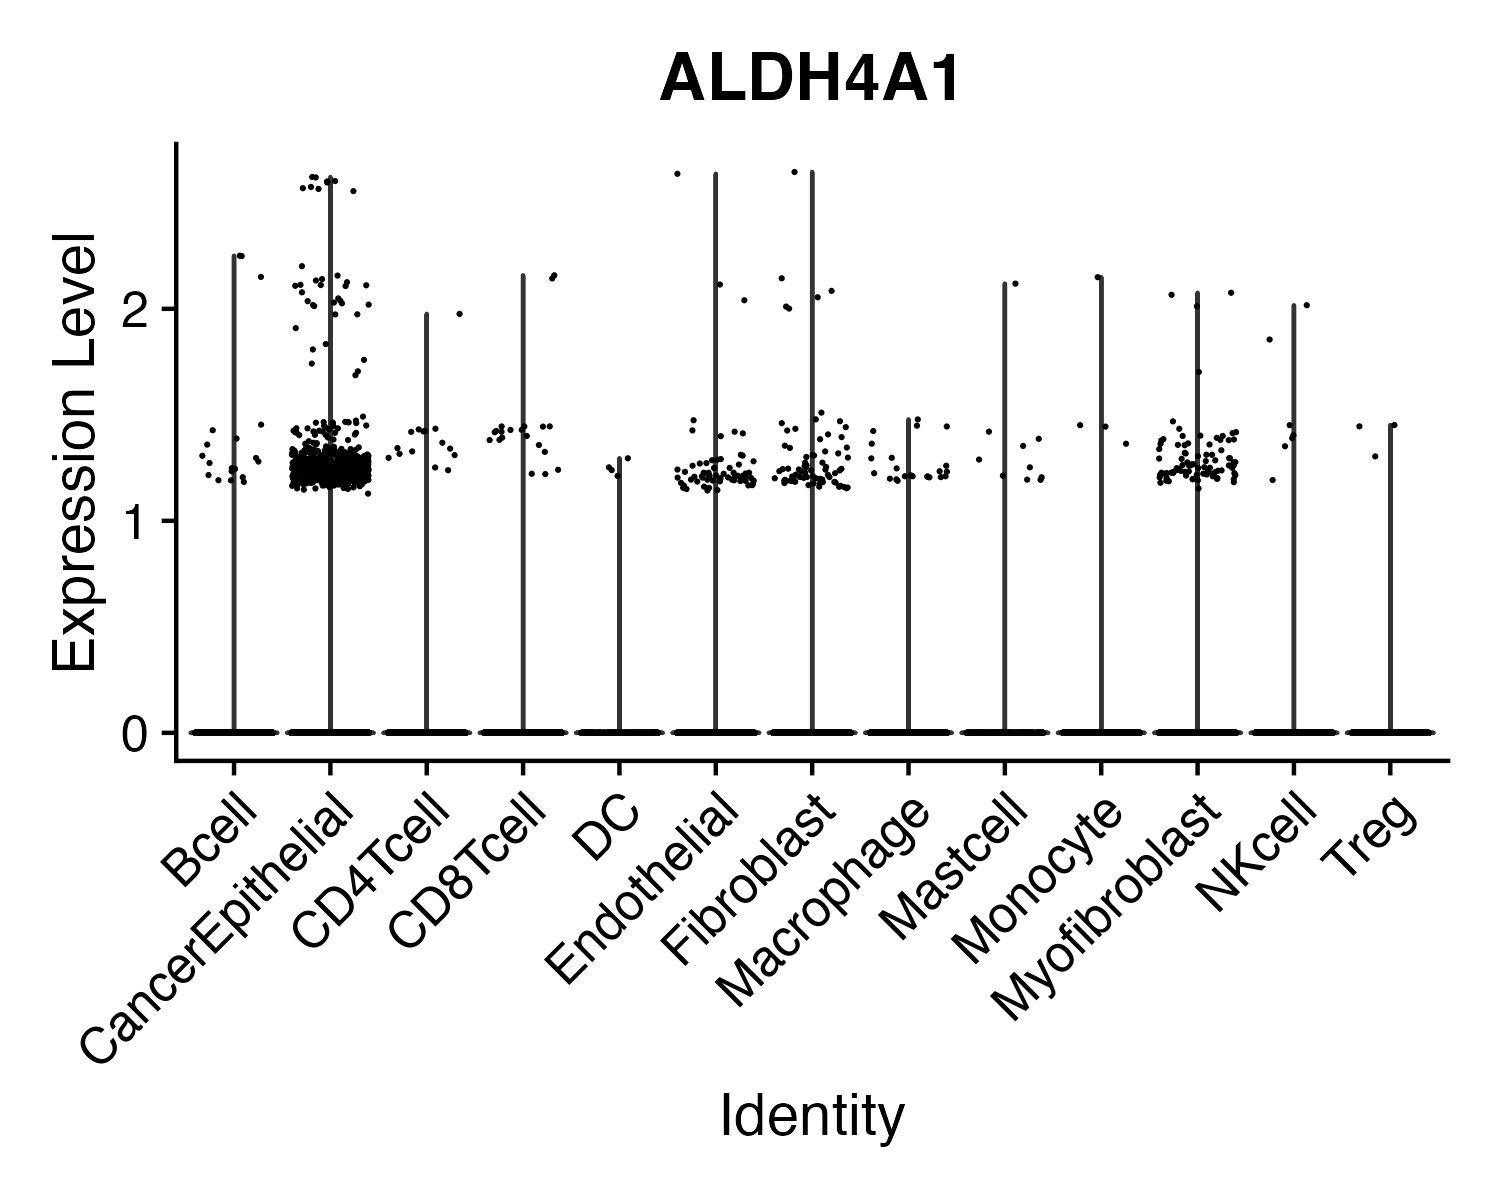 ALDH4A1
Expression Level
2
1
0
Bcell
CancerEpithelial
CD4Tcell
CD8Tcell
DC
Endothelial
Fibroblast
Macrophage
Mastcell
Monocyte
Myofibroblast
NKcell
Treg
Identity